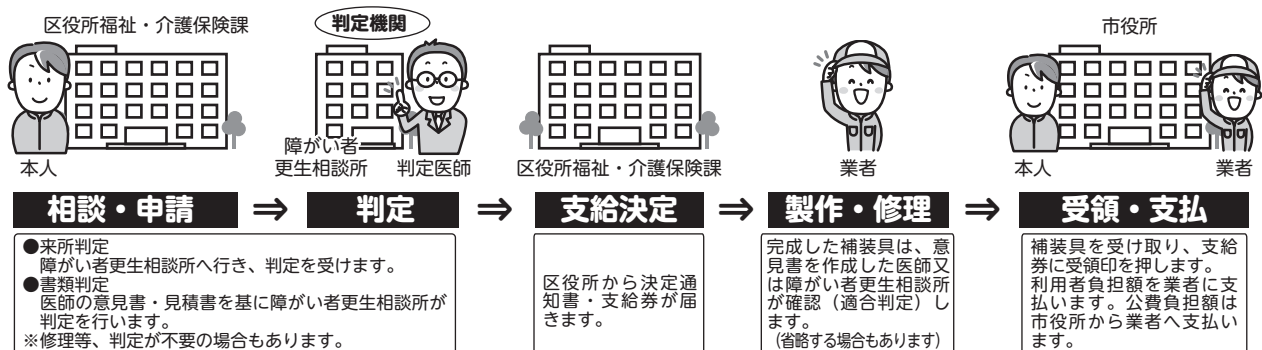 区役所福祉・介護保険課
判定機関
市役所
障がい者
更生相談所
判定医師
本人
区役所福祉・介護保険課
業者
本人
業者
相談・申請 ⇒ 判定 ⇒ 支給決定 ⇒ 製作・修理 ⇒ 受領・支払
●来所判定
障がい者更生相談所へ行き、判定を受けます。
●書類判定
医師の意見書・見積書を基に障がい者更生相談所が
判定を行います。
※修理等、判定が不要の場合もあります。
区役所から決定通
知書・支給券が届
きます。
完成した補装具は、意
見書を作成した医師又
は障がい者更生相談所
が確認（適合判定）し
ます。
（省略する場合もあります）
補装具を受け取り、支給
券に受領印を押します。
利用者負担額を業者に支
払います。公費負担額は
市役所から業者へ支払い
ます。